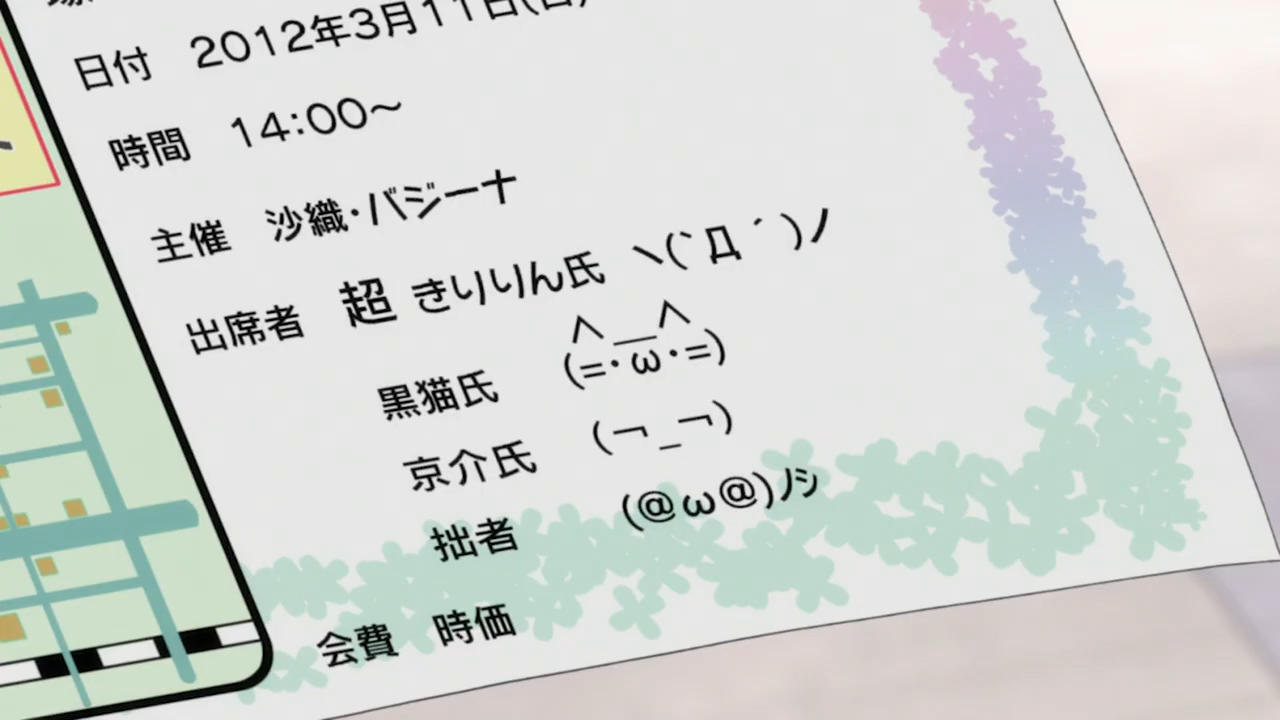 日付 2012年3月11日(日)
時間 14:00～
主催 沙織・バジーナ
出席者 超 きりりん氏 ヽ(`Д´)ノ
黒猫氏 (=･ω･=)
京介氏 (￢_￢)
拙者 (@ω@)ﾉｼ
会費 時価